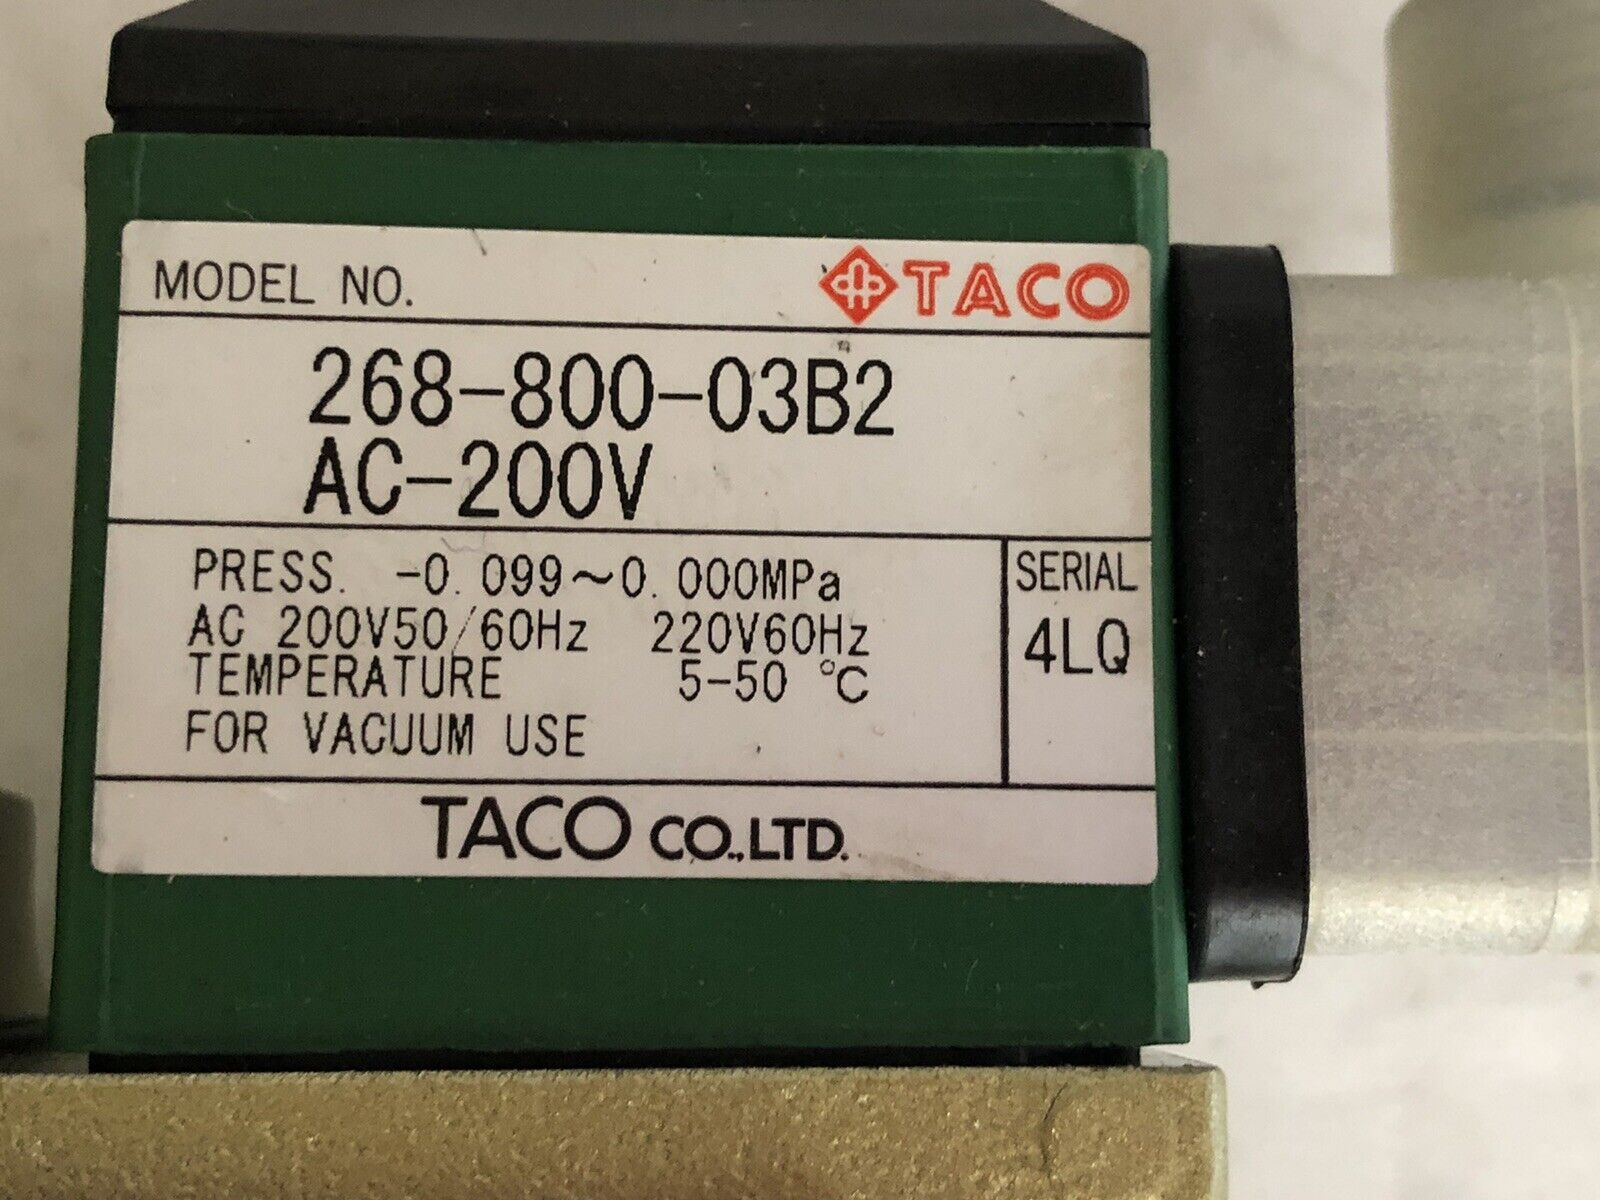 MODEL NO. TACO
268-800-03B2
AC-200V
PRESS. -0.099~0.000MPa
AC 200V50/60Hz 220V60Hz
TEMPERATURE 5-50 °C
FOR VACUUM USE
SERIAL
4LQ
TACO CO.,LTD.